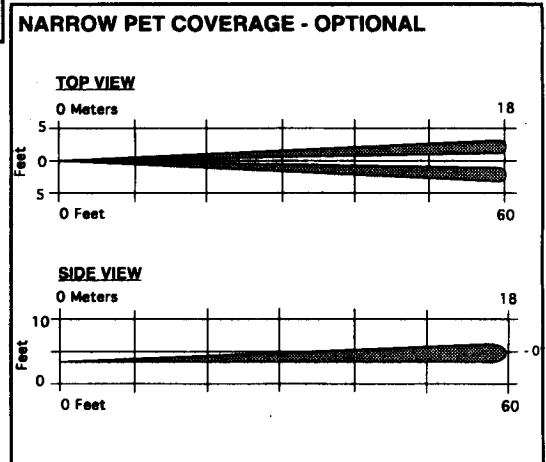 NARROW PET COVERAGE - OPTIONAL
TOP VIEW
0 Meters 18
5
0
5
Feet
0 Feet 60
SIDE VIEW
0 Meters 18
10
0
Feet
- 0
0 Feet 60